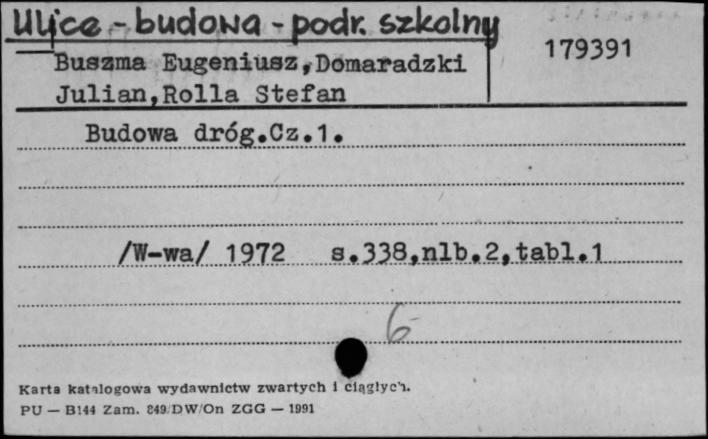 Ulice - budowa - podr. szkolny
179391
Buszma Eugeniusz,Domaradzki
Julian,Rolla Stefan
Budowa dróg.Cz.1.
/W-wa/ 1972 s.338,nlb.2,tabl.1
6
Karta katalogowa wydawnictw zwartych i ciągłych.
PU — B144 Zam. 849/DW/On ZGG — 1991